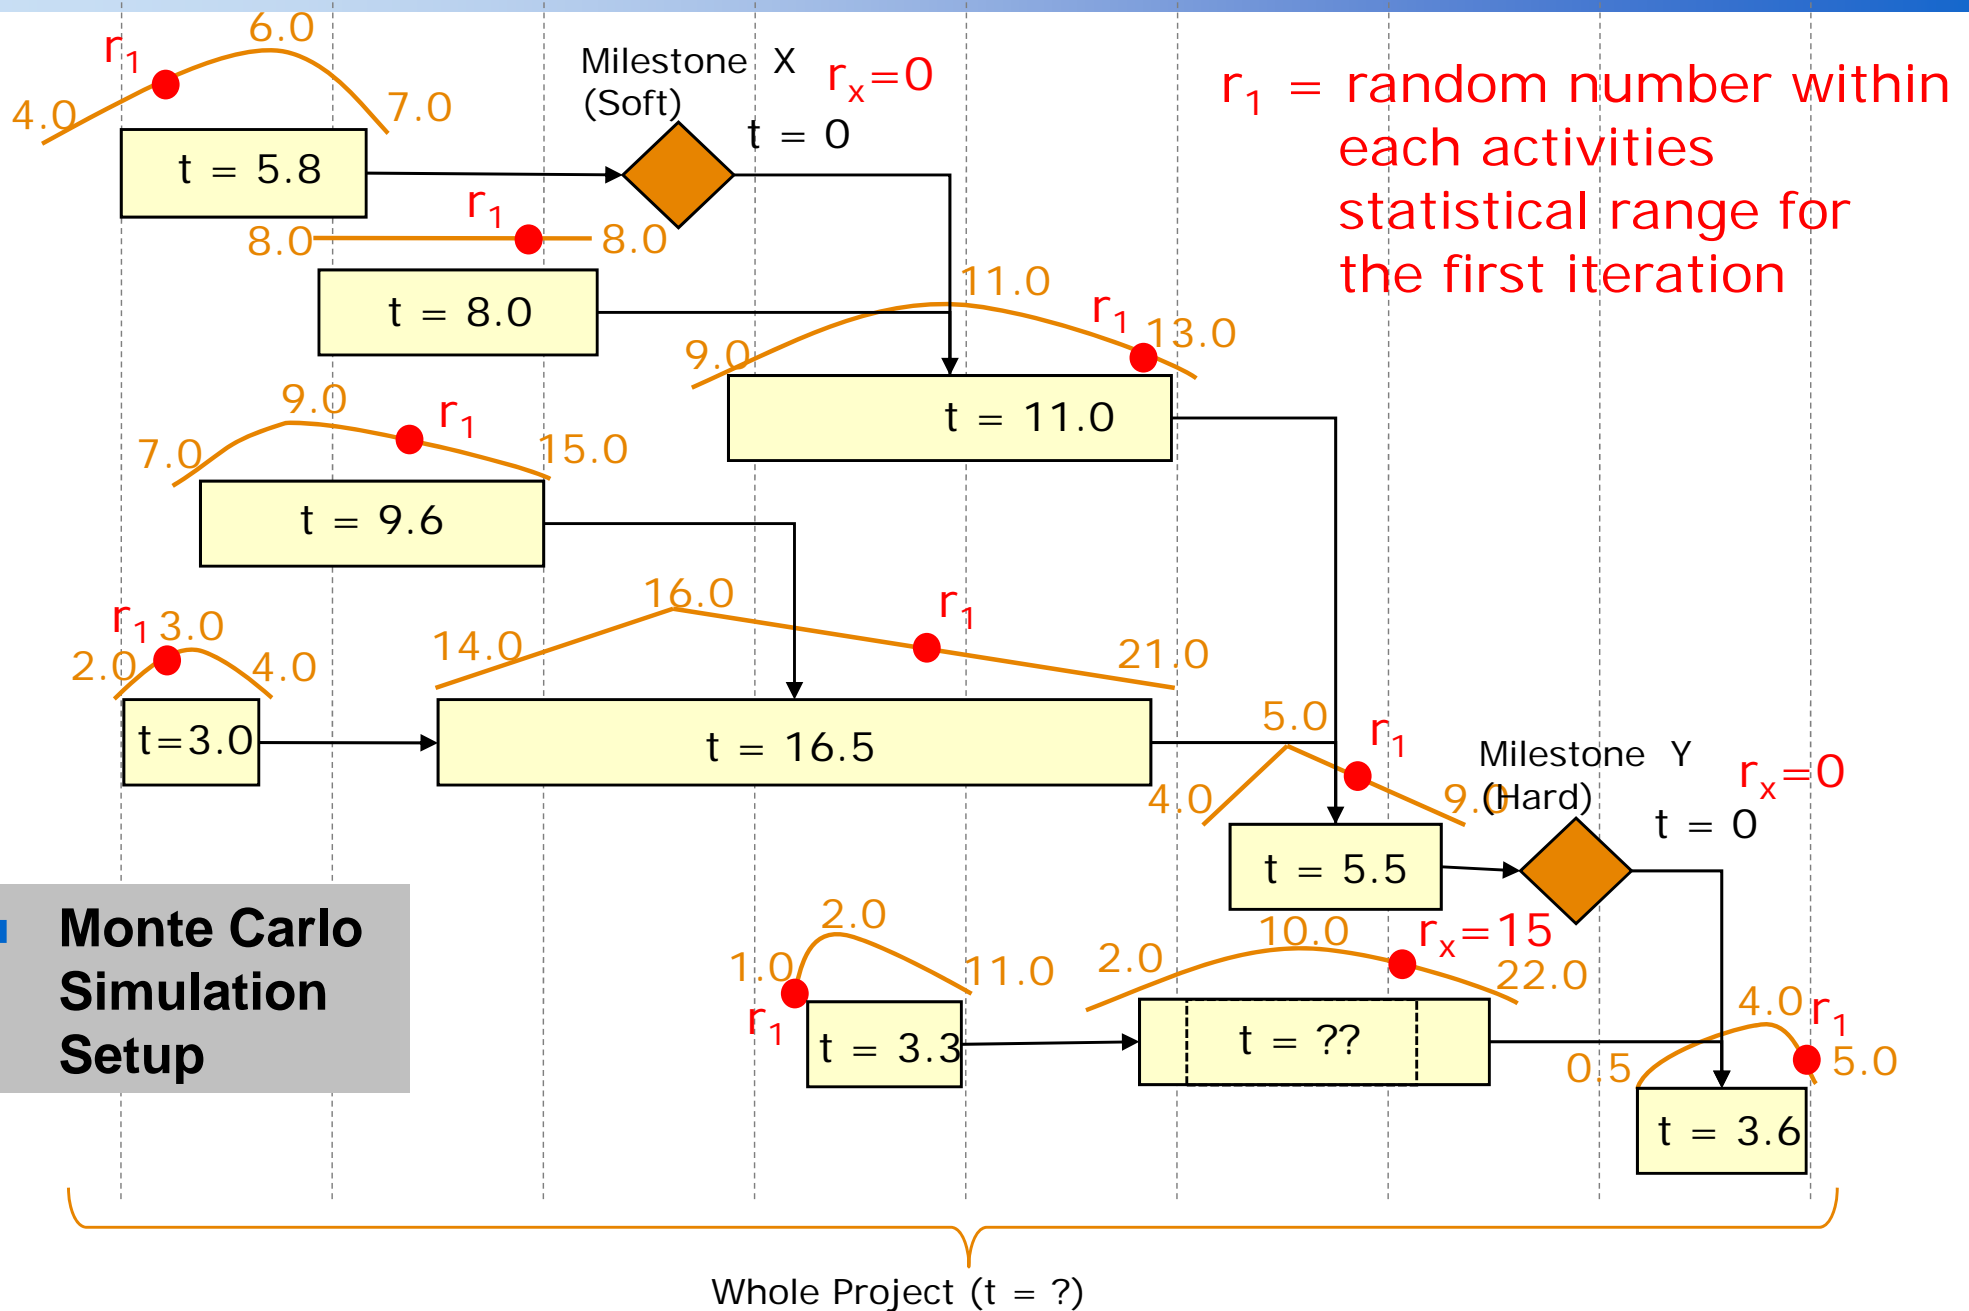 6.0
r1
4.0
7.0
t = 5.8
Milestone X
(Soft)
rx=0
t = 0
r1 = random number within
each activities
statistical range for
the first iteration
r1
8.0
8.0
t = 8.0
11.0
r1
9.0
13.0
t = 11.0
9.0
r1
7.0
15.0
t = 9.6
r1
3.0
2.0
4.0
t=3.0
16.0
r1
14.0
21.0
t = 16.5
5.0
r1
4.0
9.0
t = 5.5
Milestone Y
(Hard)
rx=0
t = 0
Monte Carlo
Simulation
Setup
2.0
1.0
11.0
r1
t = 3.3
10.0
rx=15
2.0
22.0
t = ??
4.0
r1
0.5
5.0
t = 3.6
Whole Project (t = ?)